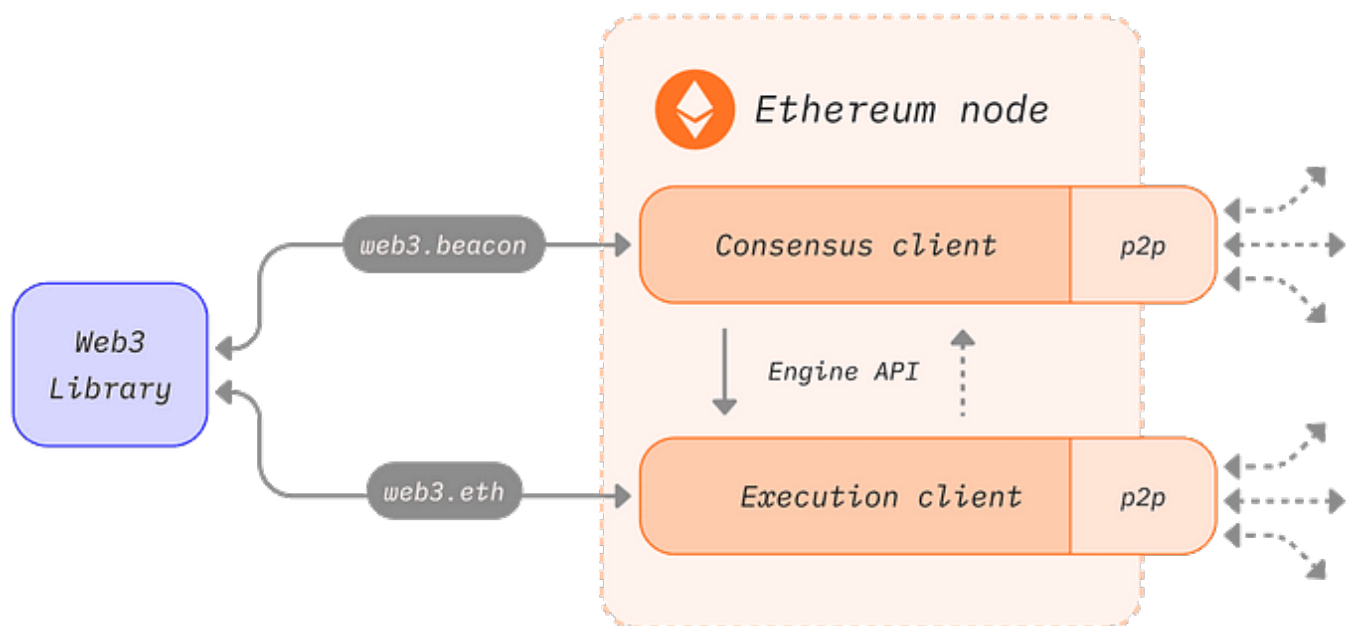 Ethereum node
web3.beacon
Consensus client
p2p
Web3
Library
Engine API
web3.eth
Execution client
p2p